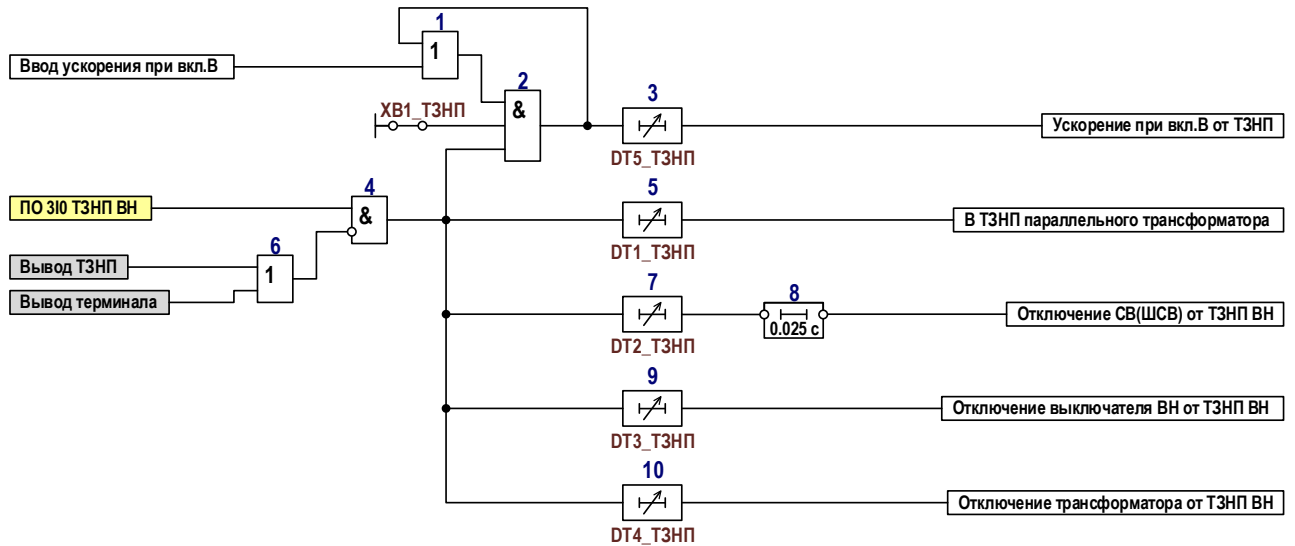 1
1
Ввод ускорения при вкл.В
2
&
XB1_ТЗНП
3
DT5_ТЗНП
Ускорение при вкл.В от ТЗНП
ПО 3I0 ТЗНП ВН
4
&
5
DT1_ТЗНП
В ТЗНП параллельного трансформатора
Вывод ТЗНП
6
1
Вывод терминала
7
DT2_ТЗНП
8
0.025 с
Отключение СВ(ШСВ) от ТЗНП ВН
9
DT3_ТЗНП
Отключение выключателя ВН от ТЗНП ВН
10
DT4_ТЗНП
Отключение трансформатора от ТЗНП ВН